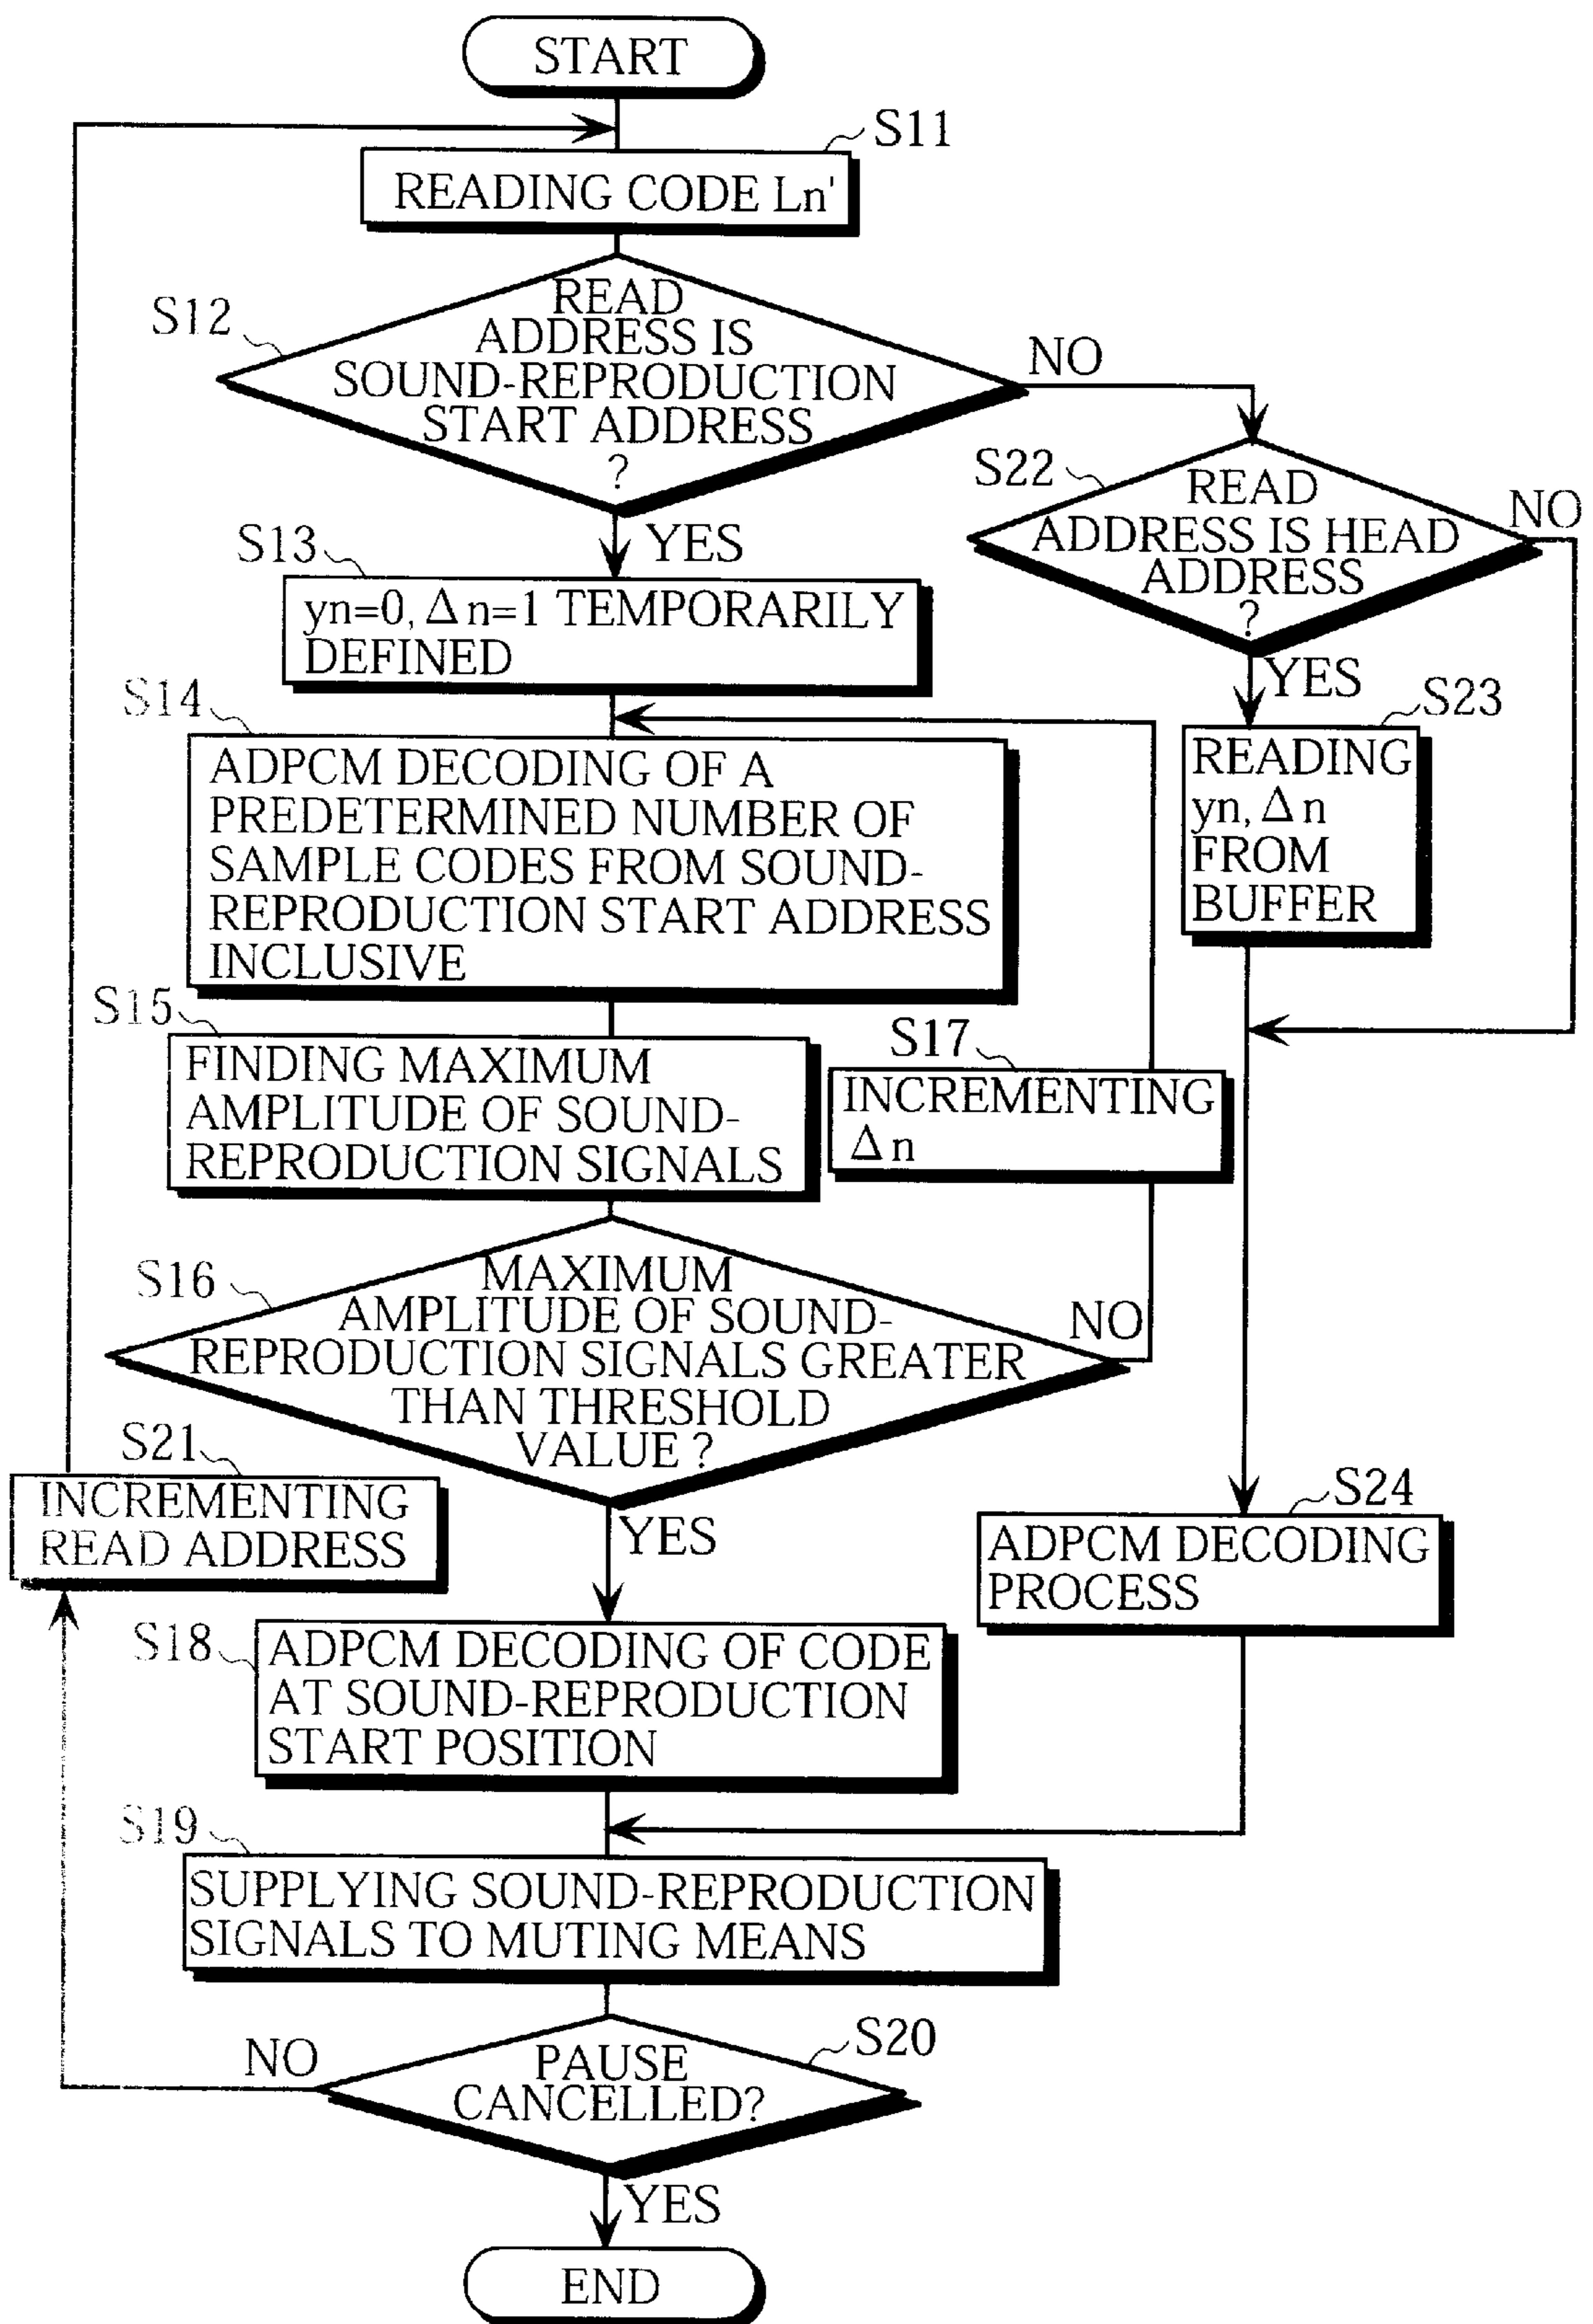 START
S11
READING CODE Ln'
S12
READ
ADDRESS IS
SOUND-REPRODUCTION
START ADDRESS
?
NO
S22
READ
ADDRESS IS HEAD
ADDRESS
?
NO
YES
S13
yn=0, Δn=1 TEMPORARILY
DEFINED
YES
S23
READING
yn, Δn
FROM
BUFFER
S14
ADPCM DECODING OF A
PREDETERMINED NUMBER OF
SAMPLE CODES FROM SOUND-
REPRODUCTION START ADDRESS
INCLUSIVE
S15
FINDING MAXIMUM
AMPLITUDE OF SOUND-
REPRODUCTION SIGNALS
S17
INCREMENTING
Δn
S16
MAXIMUM
AMPLITUDE OF SOUND-
REPRODUCTION SIGNALS GREATER
THAN THRESHOLD
VALUE ?
NO
YES
S21
INCREMENTING
READ ADDRESS
S24
ADPCM DECODING
PROCESS
S18
ADPCM DECODING OF CODE
AT SOUND-REPRODUCTION
START POSITION
S19
SUPPLYING SOUND-REPRODUCTION
SIGNALS TO MUTING MEANS
S20
PAUSE
CANCELLED?
NO
YES
END